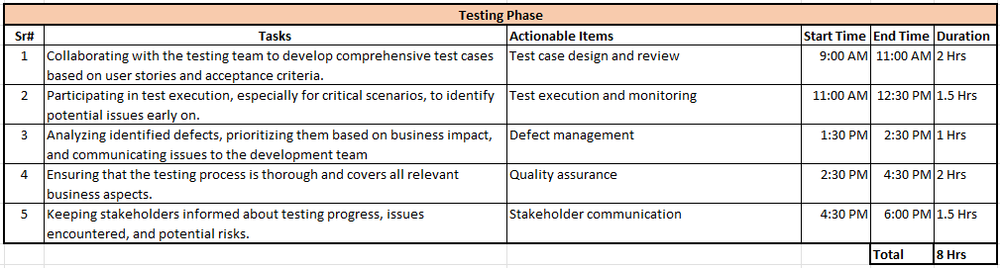 Testing Phase
Sr# Tasks Actionable Items Start Time End Time Duration
1 Collaborating with the testing team to develop comprehensive test cases Test case design and review 9:00 AM 11:00 AM 2 Hrs
based on user stories and acceptance criteria.
2 Participating in test execution, especially for critical scenarios, to identify Test execution and monitoring 11:00 AM 12:30 PM 1.5 Hrs
potential issues early on.
3 Analyzing identified defects, prioritizing them based on business impact, Defect management 1:30 PM 2:30 PM 1 Hrs
and communicating issues to the development team
4 Ensuring that the testing process is thorough and covers all relevant Quality assurance 2:30 PM 4:30 PM 2 Hrs
business aspects.
5 Keeping stakeholders informed about testing progress, issues Stakeholder communication 4:30 PM 6:00 PM 1.5 Hrs
encountered, and potential risks.
Total 8 Hrs